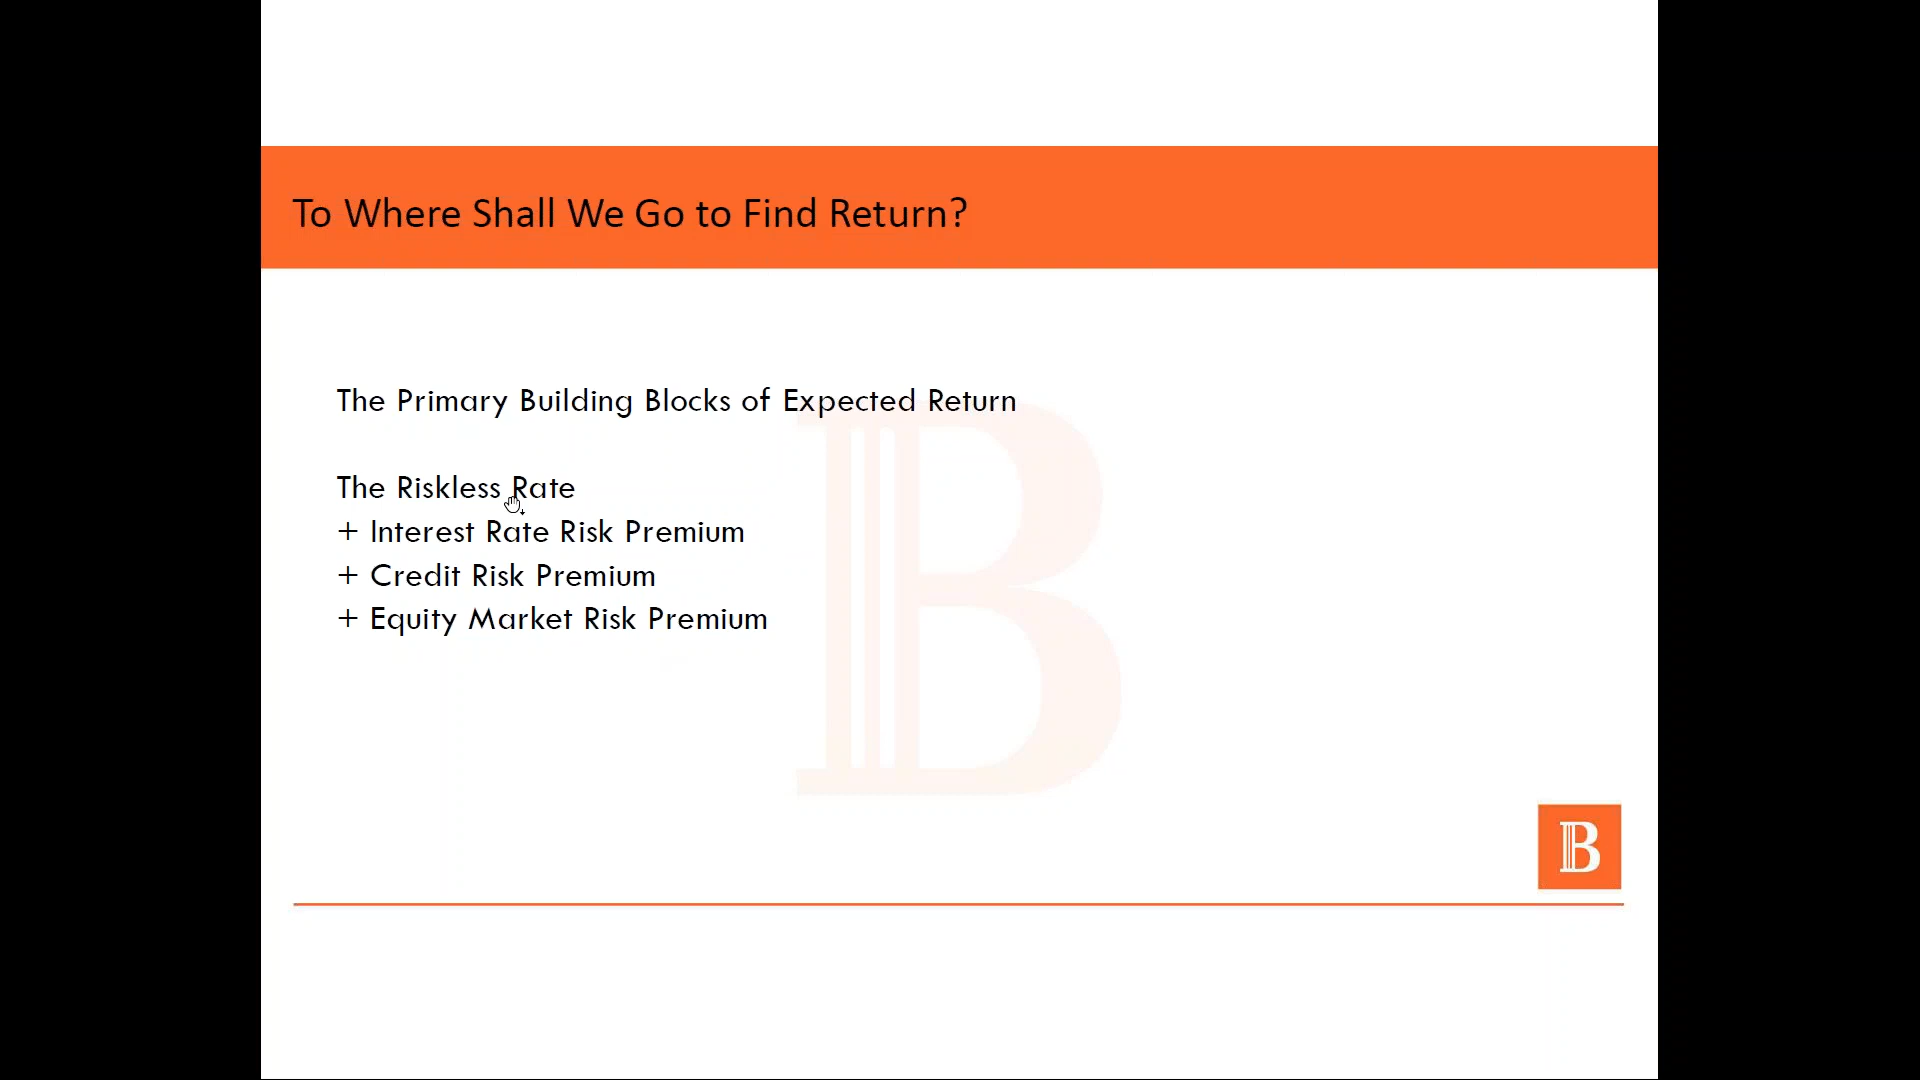 To Where Shall We Go to Find Return?
The Primary Building Blocks of Expected Return
The Riskless Rate
+ Interest Rate Risk Premium
+ Credit Risk Premium
+ Equity Market Risk Premium
B
B